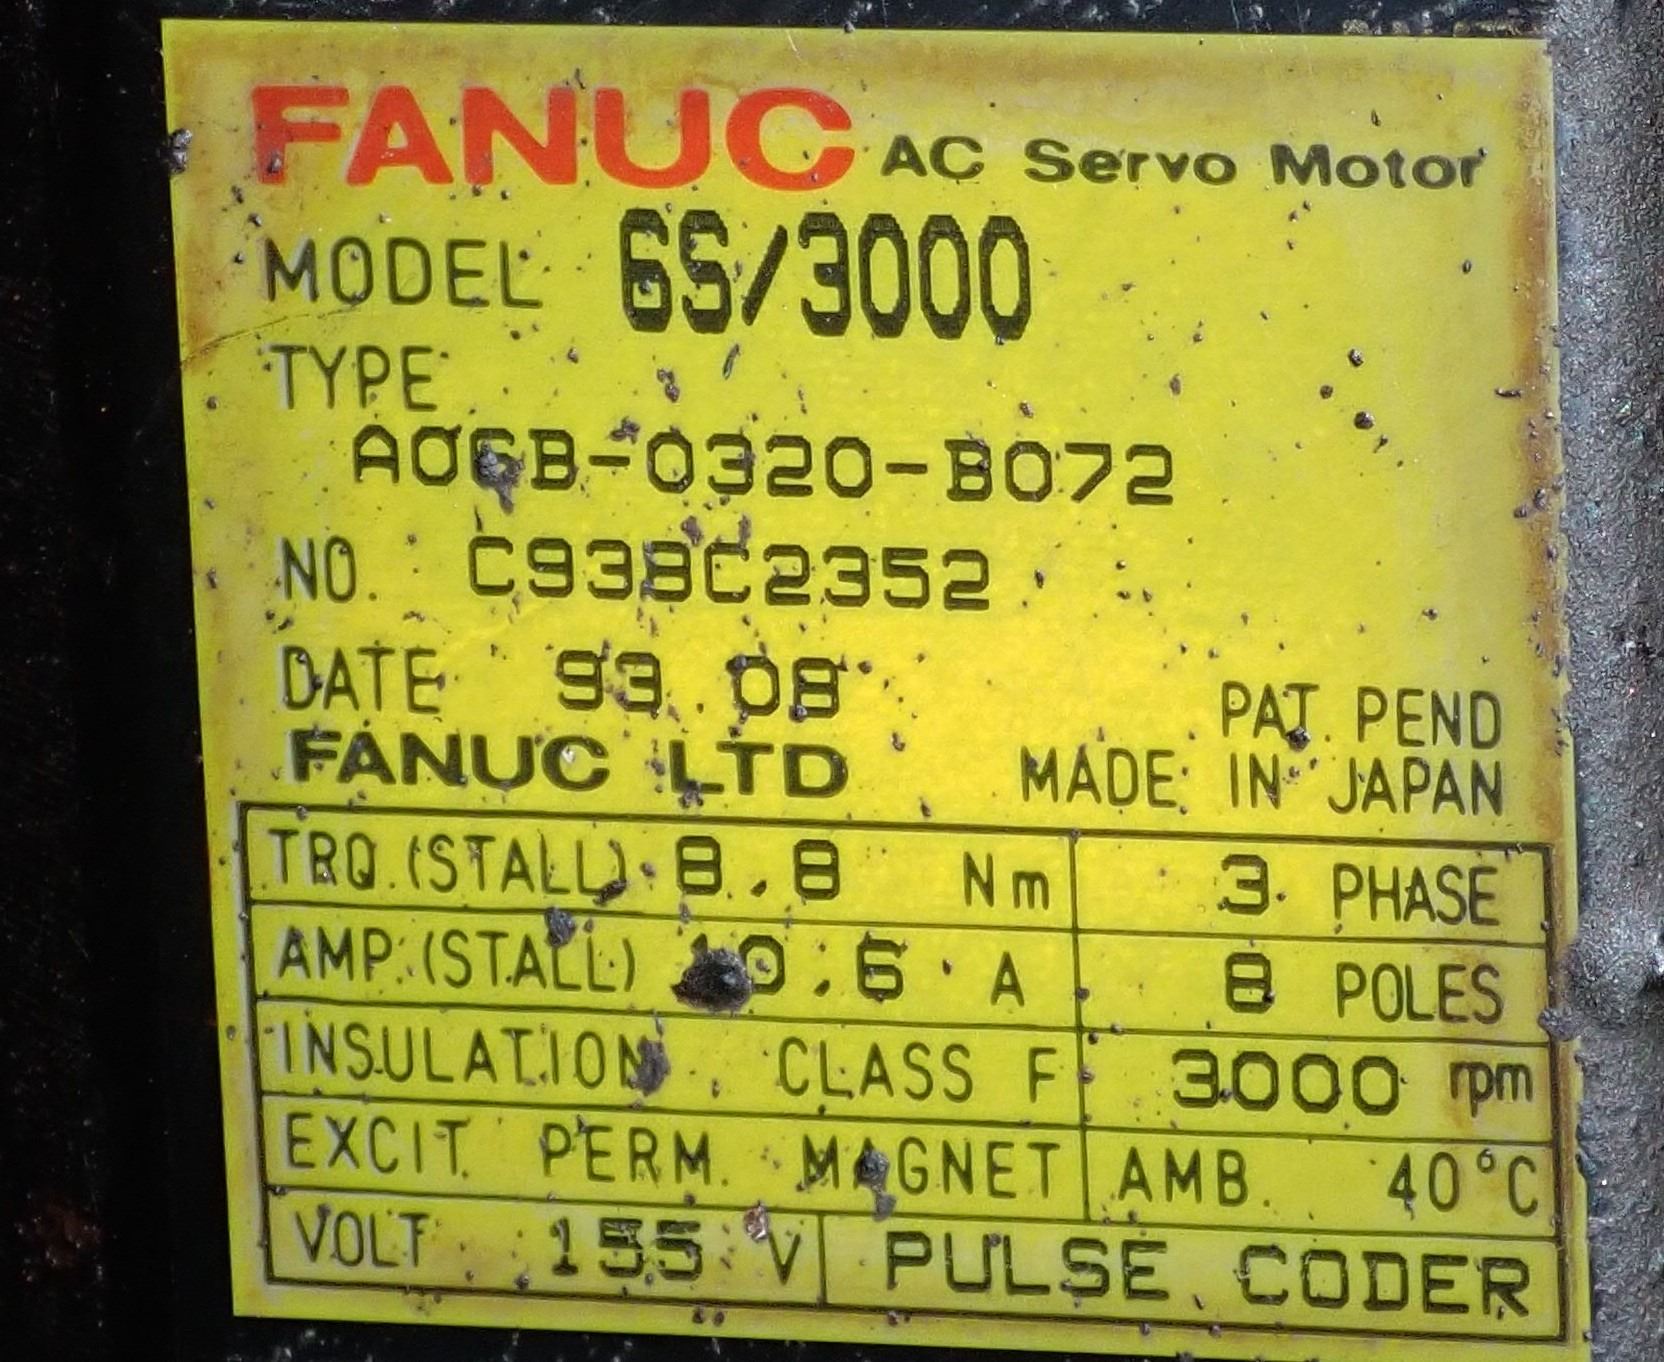 FANUC AC Servo Motor
MODEL 6S/3000
TYPE
A06B-0320-B072
NO. C938C2352
DATE 93.08
PAT. PEND
FANUC LTD MADE IN JAPAN
TRQ.(STALL) 8.8 Nm 3 PHASE
AMP.(STALL) 10.6 A 8 POLES
INSULATION CLASS F 3000 rpm
EXCIT. PERM. MAGNET AMB. 40°C
VOLT 155 V PULSE CODER